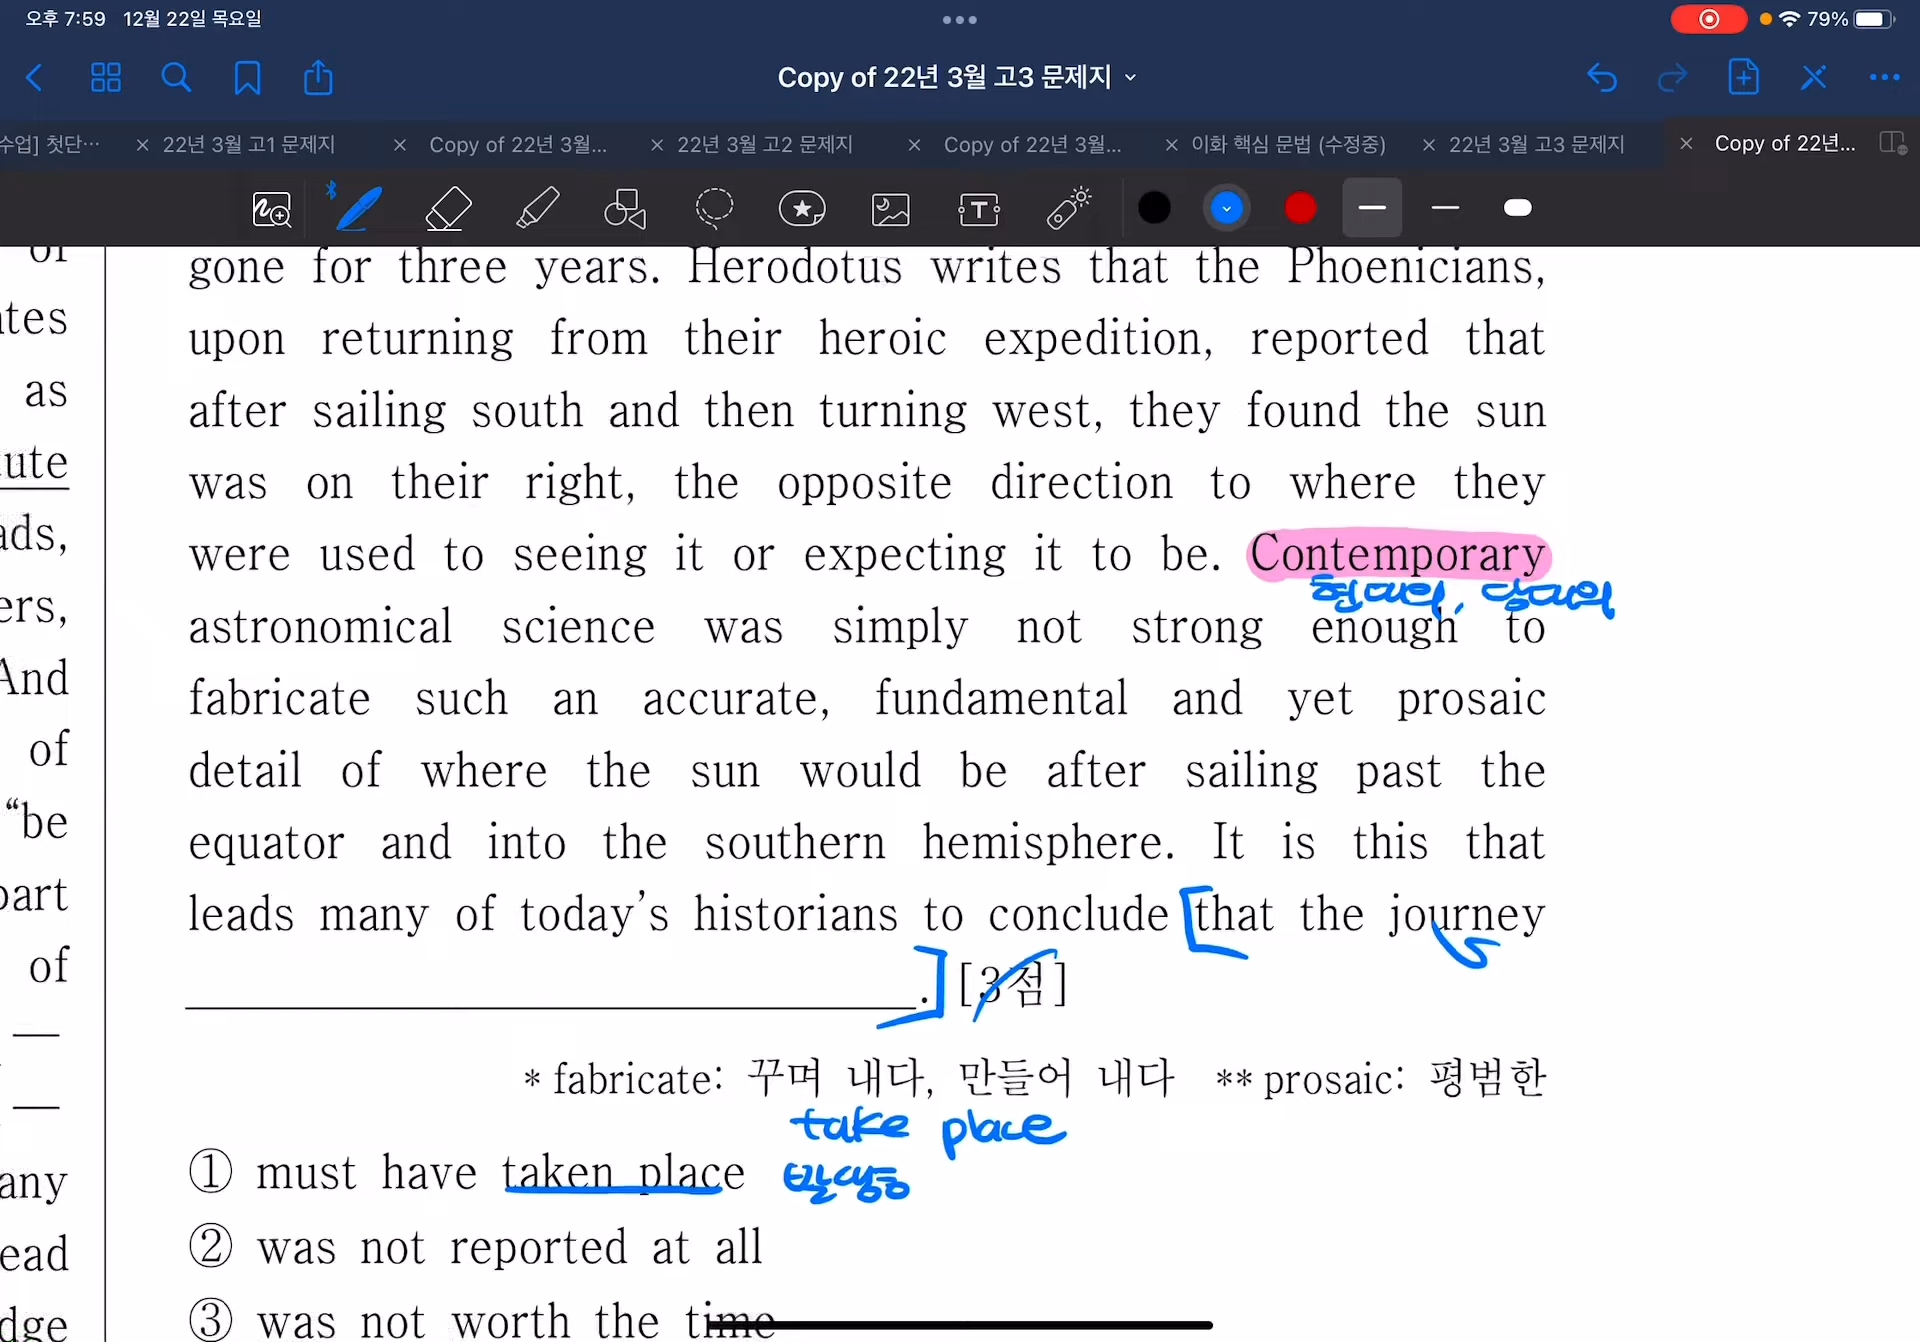 오후 7:59 12월 22일 목요일
79%
Copy of 22년 3월 고3 문제지
수업] 첫단…
22년 3월 고1 문제지
Copy of 22년 3월...
22년 3월 고2 문제지
Copy of 22년 3월...
이화 핵심 문법 (수정중)
22년 3월 고3 문제지
Copy of 22년...
gone for three years. Herodotus writes that the Phoenicians,
upon returning from their heroic expedition, reported that
after sailing south and then turning west, they found the sun
was on their right, the opposite direction to where they
were used to seeing it or expecting it to be. Contemporary
현대의, 당대의
astronomical science was simply not strong enough to
fabricate such an accurate, fundamental and yet prosaic
detail of where the sun would be after sailing past the
equator and into the southern hemisphere. It is this that
leads many of today's historians to conclude that the journey
. [3점]
* fabricate: 꾸며 내다, 만들어 내다 ** prosaic: 평범한
take place
① must have taken place
발생
② was not reported at all
③ was not worth the time
as
of
“be
of